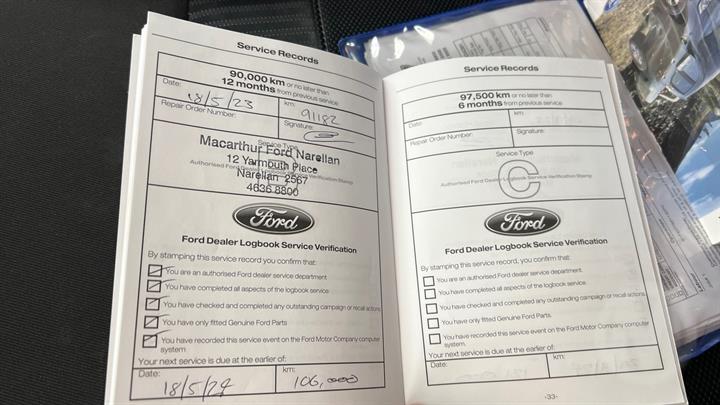 Service Records
90,000 km or no later than
12 months from previous service
Date: 18/5/23
km: 91182
Repair Order Number:
Signature:
Service Type
Macarthur Ford Narellan
12 Yarmouth Place
Authorised Ford Dealer Logbook Service Verification Stamp
Narellan 2567
4636 8800
Ford
Ford Dealer Logbook Service Verification
By stamping this service record you confirm that:
You are an authorised Ford dealer service department
You have completed all aspects of the logbook service
You have checked and completed any outstanding campaign or recall actions
You have only fitted Genuine Ford Parts
You have recorded this service event on the Ford Motor Company computer
system.
Your next service is due at the earlier of:
Date: 18/5/24
km: 106,000
Service Records
97,500 km or no later than
6 months from previous service
Date:
km:
Repair Order Number:
Signature:
Service Type
C
Authorised Ford Dealer Logbook Service Verification Stamp
Ford
Ford Dealer Logbook Service Verification
By stamping this service record you confirm that:
You are an authorised Ford dealer service department.
You have completed all aspects of the logbook service.
You have checked and completed any outstanding campaign or recall actions.
You have only fitted Genuine Ford Parts.
You have recorded this service event on the Ford Motor Company computer
system.
Your next service is due at the earlier of:
Date:
km:
-33-